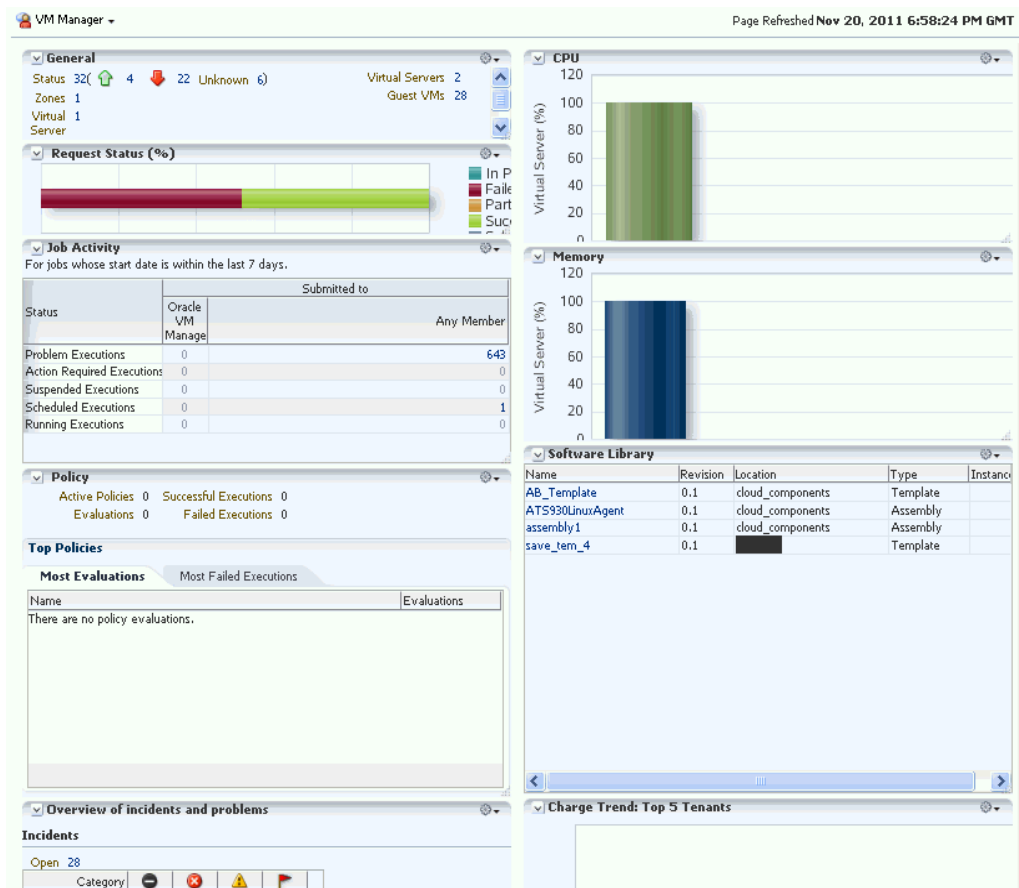 VM Manager
Page Refreshed Nov 20, 2011 6:58:24 PM GMT
General
Status 32( 4 22 Unknown 6)
Zones 1
Virtual 1
Server
Virtual Servers 2
Guest VMs 28
Request Status (%)
In P
Faile
Part
Suc
Job Activity
For jobs whose start date is within the last 7 days.
Status
Submitted to
Oracle
VM
Manage
Any Member
Problem Executions 0 643
Action Required Executions 0 0
Suspended Executions 0 0
Scheduled Executions 0 1
Running Executions 0 0
Policy
Active Policies 0 Successful Executions 0
Evaluations 0 Failed Executions 0
Top Policies
Most Evaluations Most Failed Executions
Name Evaluations
There are no policy evaluations.
Overview of incidents and problems
Incidents
Open 28
Category
CPU
Virtual Server (%)
120
100
80
60
40
20
0
Memory
Virtual Server (%)
120
100
80
60
40
20
0
Software Library
Name Revision Location Type Instanc
AB_Template 0.1 cloud_components Template
ATS930LinuxAgent 0.1 cloud_components Assembly
assembly1 0.1 cloud_components Assembly
save_tem_4 0.1 Template
Charge Trend: Top 5 Tenants